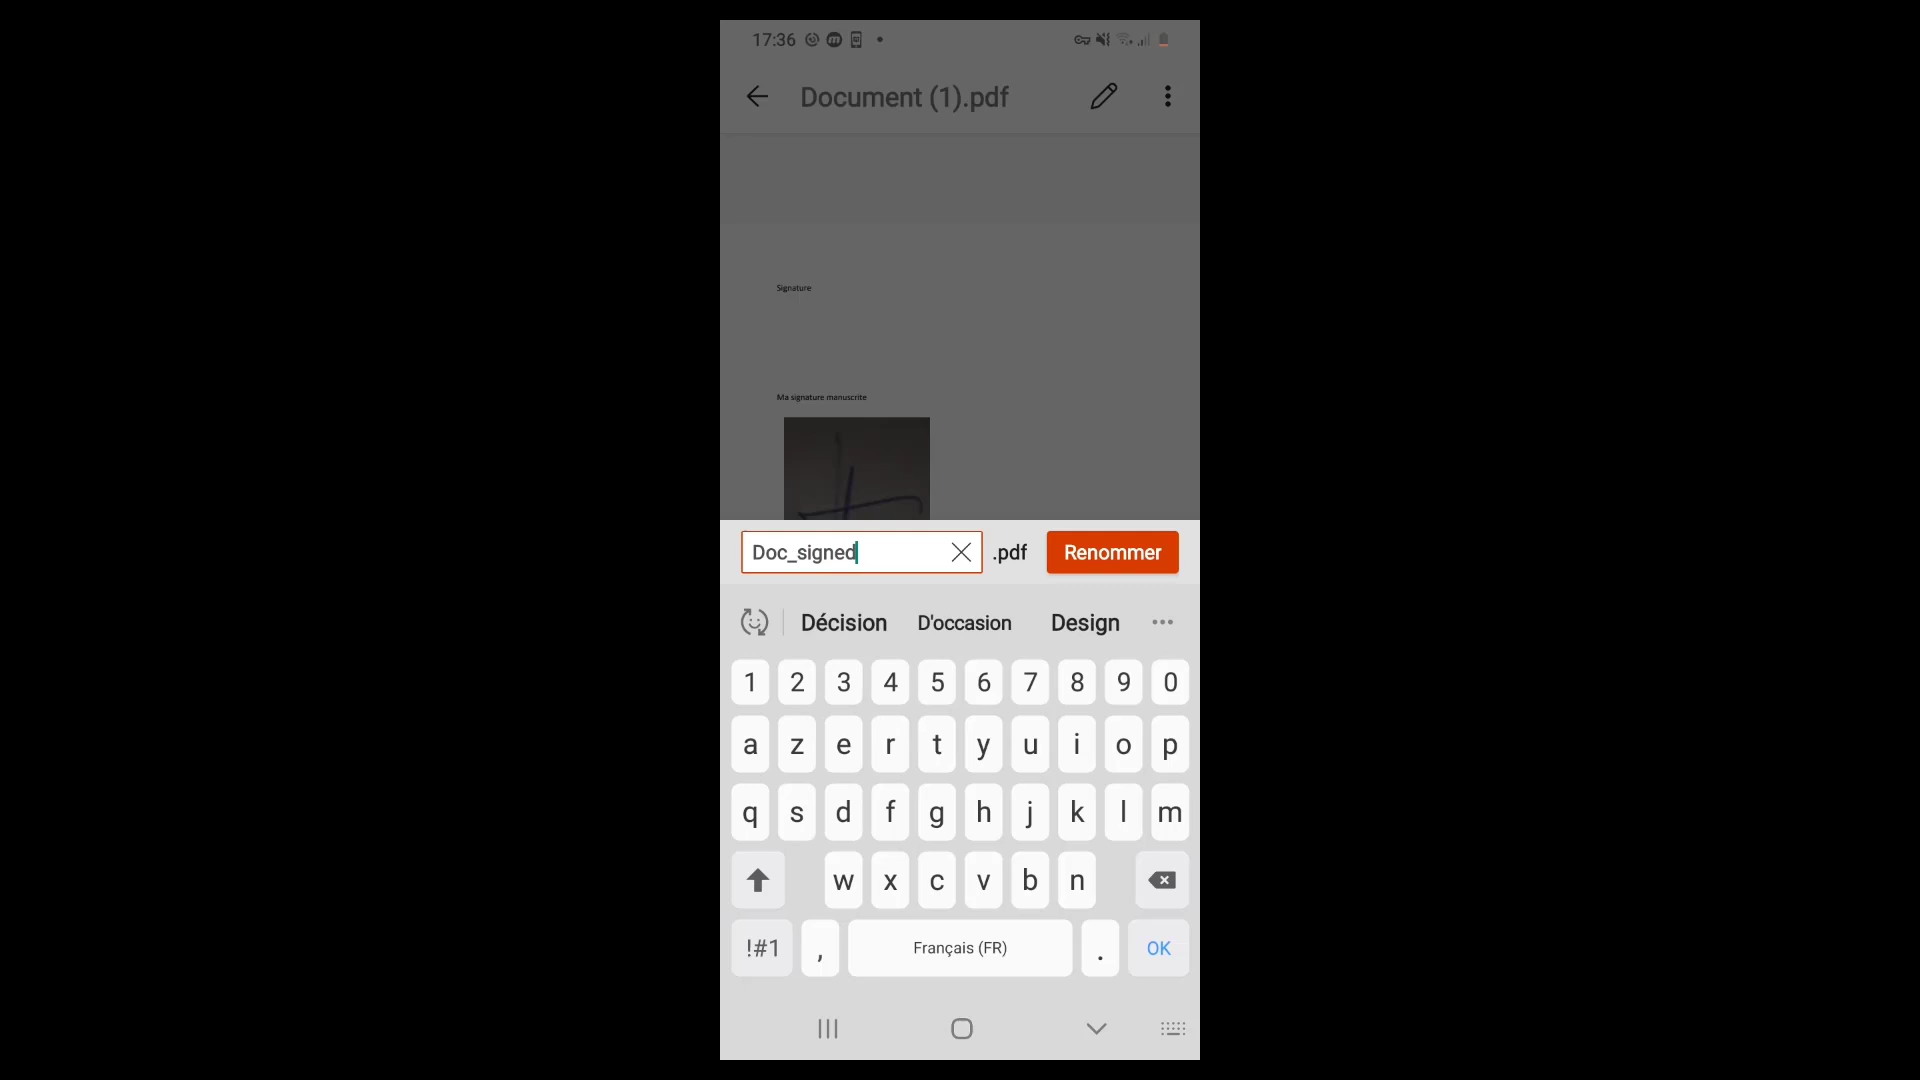 17:36
Document (1).pdf
Signature
Ma signature manuscrite
Doc_signed .pdf Renommer
Décision D'occasion Design
1 2 3 4 5 6 7 8 9 0
a z e r t y u i o p
q s d f g h j k l m
w x c v b n
!#1 , Français (FR) . OK